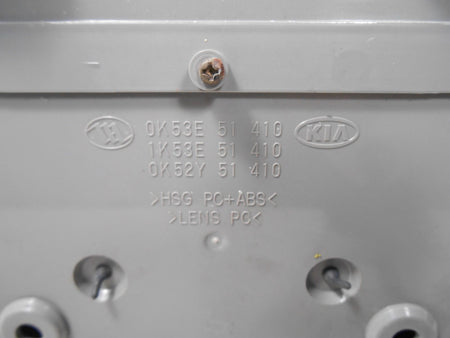 0K53E 51 410 KIA
1K53E 51 410
0K52Y 51 410
>HSG PC+ABS<
>LENS PC<